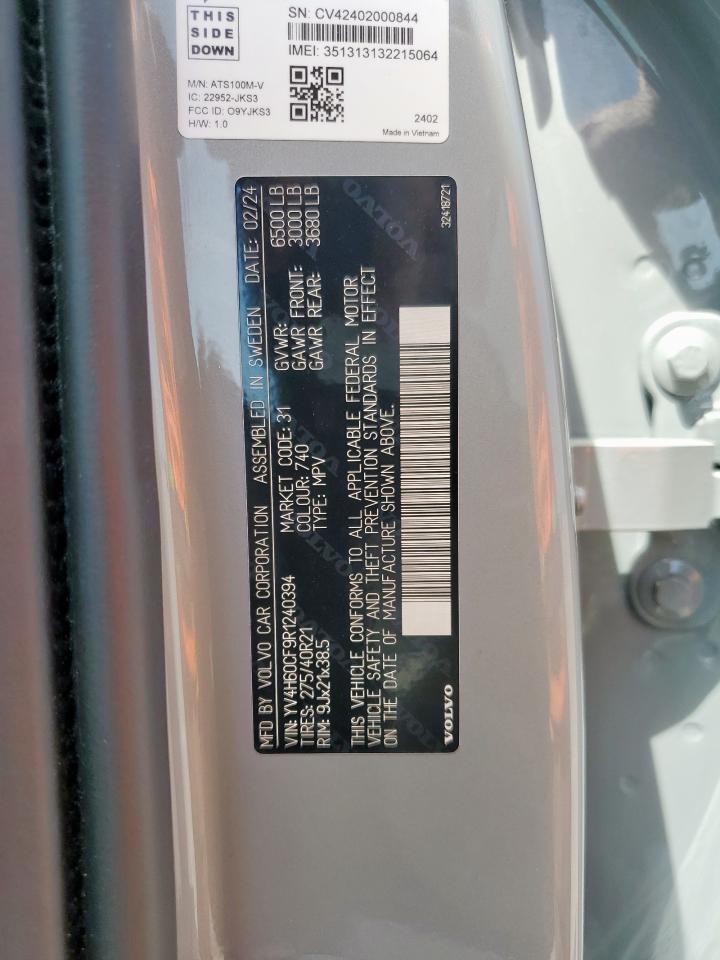 THIS
SIDE
DOWN
SN: CV42402000844
IMEI: 351313132215064
M/N: ATS100M-V
IC: 22952-JKS3
FCC ID: O9YJKS3
H/W: 1.0
2402
Made in Vietnam
MFD BY VOLVO CAR CORPORATION ASSEMBLED IN SWEDEN DATE: 02/24
VIN: YV4H60CF9R1240394 MARKET CODE: 31 GVWR: 6500 LB
TIRES: 275/40R21 COLOUR: 740 GAWR FRONT: 3000 LB
RIM: 9Jx21x38.5 TYPE: MPV GAWR REAR: 3680 LB
THIS VEHICLE CONFORMS TO ALL APPLICABLE FEDERAL MOTOR
VEHICLE SAFETY AND THEFT PREVENTION STANDARDS IN EFFECT
ON THE DATE OF MANUFACTURE SHOWN ABOVE.
VOLVO 32418721